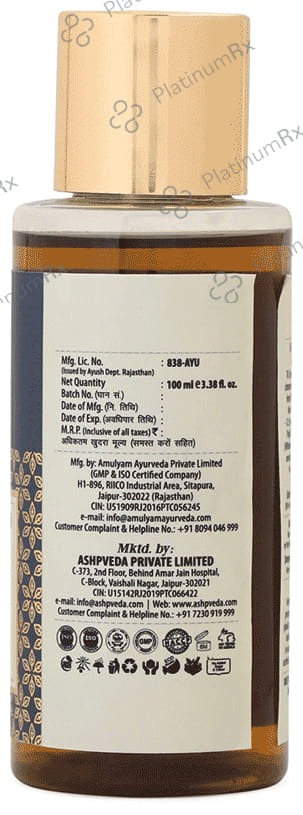 PlatinumRx
PlatinumRx
PlatinumRx
Mfg. Lic. No. : 838-AYU
(Issued by Ayush Dept. Rajasthan)
Net Quantity : 100 ml ℮ 3.38 fl. oz.
Batch No. (घान सं.) :
Date of Mfg. (नि. तिथि) :
Date of Exp. (अवधिपार तिथि) :
M.R.P. (Inclusive of all taxes) ₹ :
अधिकतम खुदरा मूल्य (समस्त करों सहित)
Mfg. by: Amulyam Ayurveda Private Limited
(GMP & ISO Certified Company)
H1-896, RIICO Industrial Area, Sitapura,
Jaipur-302022 (Rajasthan)
CIN: U51909RJ2016PTC056245
e-mail: info@amulyamayurveda.com
Customer Complaint & Helpline No.: +91 8094 046 999
Mktd. by:
ASHPVEDA PRIVATE LIMITED
C-373, 2nd Floor, Behind Amar Jain Hospital,
C-Block, Vaishali Nagar, Jaipur-302021
CIN: U15142RJ2019PTC066422
e-mail: info@ashpveda.com | Web: www.ashpveda.com
Customer Complaint & Helpline No.: +91 7230 919 999
ISO ISO GMP HACCP